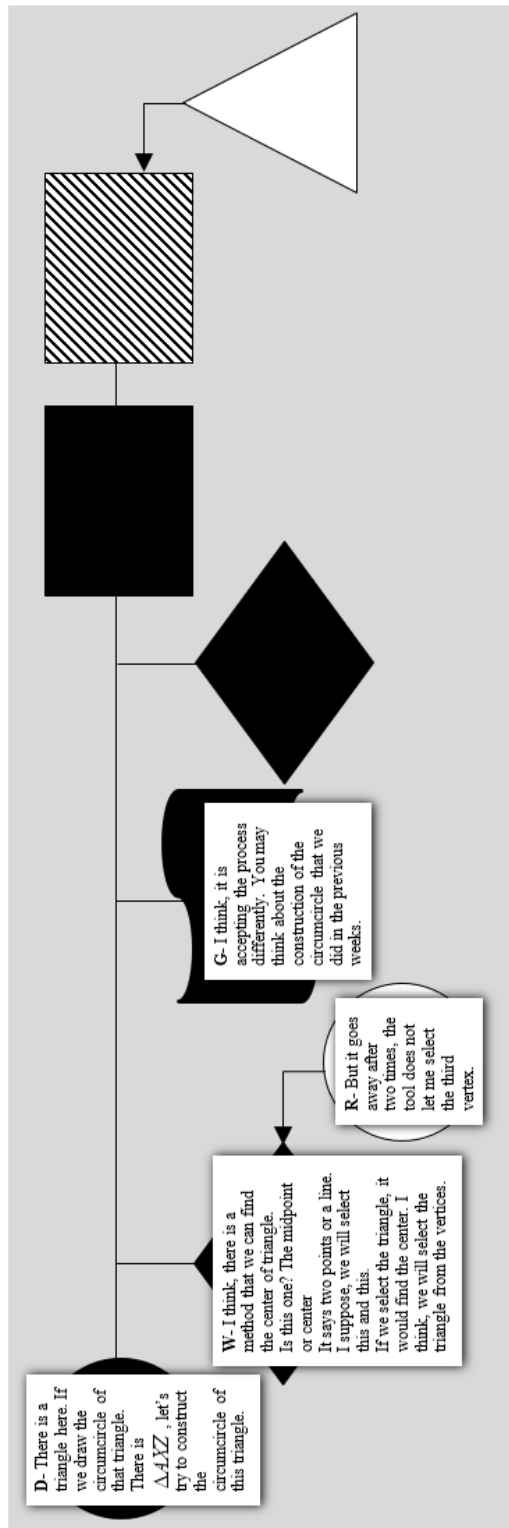 D- There is a
triangle here. If
we draw the
circumcircle of
that triangle.
There is
ΔAXZ , let's
try to construct
the
circumcircle of
this triangle.
W- I think, there is a
method that we can find
the center of triangle.
Is this one? The midpoint
or center
It says two points or a line.
I suppose, we will select
this and this.
If we select the triangle, it
would find the center. I
think, we will select the
triangle from the vertices.
R- But it goes
away after
two times, the
tool does not
let me select
the third
vertex.
G- I think, it is
accepting the process
differently. You may
think about the
construction of the
circumcircle that we
did in the previous
weeks.